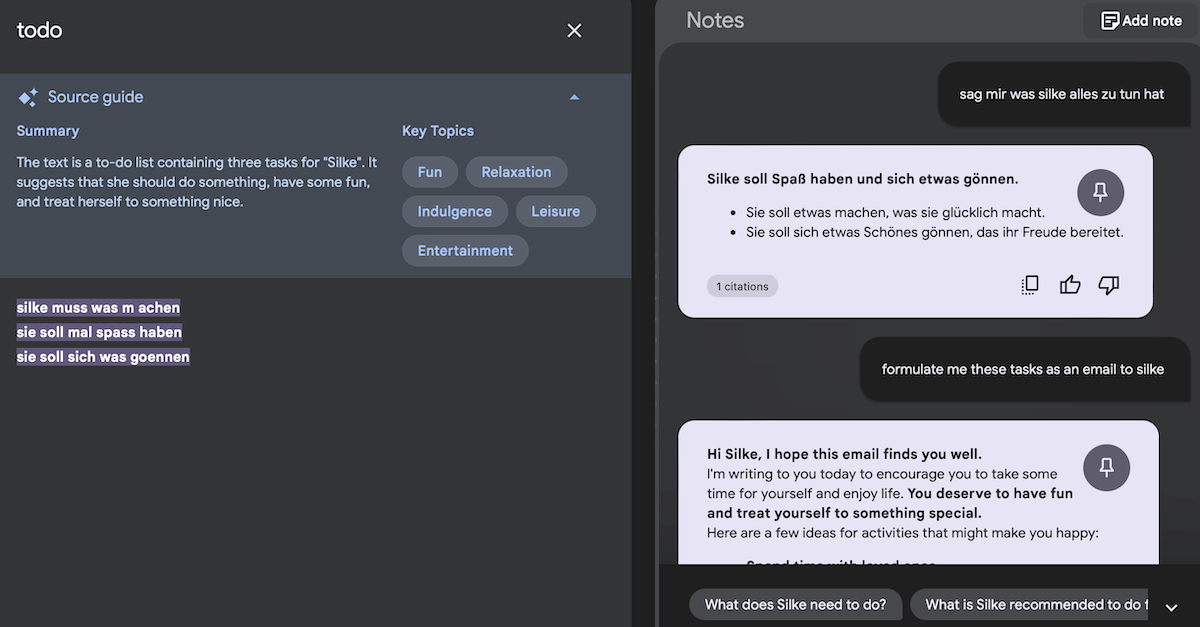 todo
Source guide
Summary
The text is a to-do list containing three tasks for "Silke". It
suggests that she should do something, have some fun,
and treat herself to something nice.
Key Topics
Fun
Relaxation
Indulgence
Leisure
Entertainment
silke muss was m achen
sie soll mal spass haben
sie soll sich was goennen
Notes
Add note
sag mir was silke alles zu tun hat
Silke soll Spaß haben und sich etwas gönnen.
• Sie soll etwas machen, was sie glücklich macht.
• Sie soll sich etwas Schönes gönnen, das ihr Freude bereitet.
1 citations
formulate me these tasks as an email to silke
Hi Silke, I hope this email finds you well.
I'm writing to you today to encourage you to take some
time for yourself and enjoy life. You deserve to have fun
and treat yourself to something special.
Here are a few ideas for activities that might make you happy:
Spend time with loved ones
What does Silke need to do?
What is Silke recommended to do f